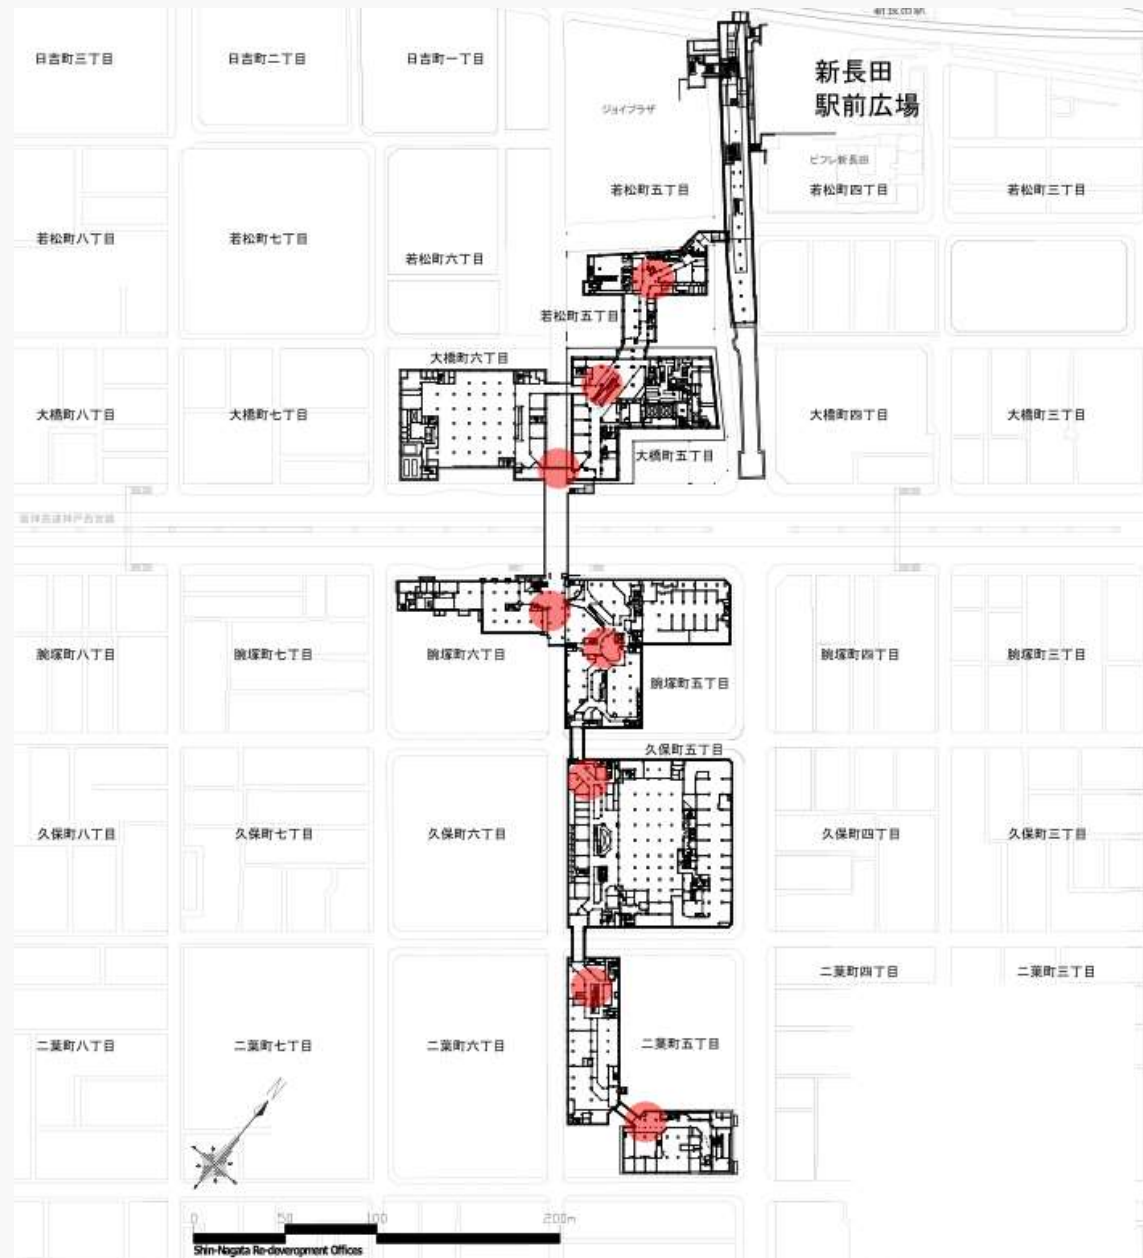 新長田駅
日吉町三丁目
日吉町二丁目
日吉町一丁目
新長田
駅前広場
ジョイプラザ
ピフレ新長田
若松町五丁目
若松町四丁目
若松町三丁目
若松町八丁目
若松町七丁目
若松町六丁目
若松町五丁目
大橋町六丁目
大橋町八丁目
大橋町七丁目
大橋町四丁目
大橋町三丁目
大橋町五丁目
腕塚町八丁目
腕塚町七丁目
腕塚町六丁目
腕塚町四丁目
腕塚町三丁目
腕塚町五丁目
久保町五丁目
久保町八丁目
久保町七丁目
久保町六丁目
久保町四丁目
久保町三丁目
二葉町四丁目
二葉町三丁目
二葉町八丁目
二葉町七丁目
二葉町六丁目
二葉町五丁目
N
0 50 100 200m
Shin-Nagata Re-deveropment Offices